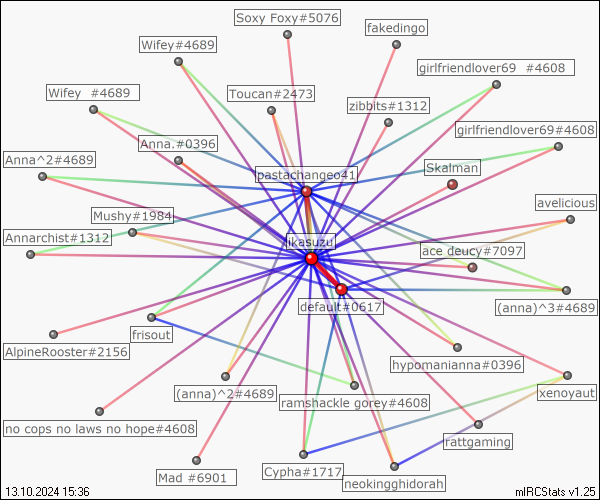 Soxy Foxy#5076
fakedingo
Wifey#4689
girlfriendlover69 #4608
Wifey #4689
Toucan#2473
zibbits#1312
girlfriendlover69#4608
Anna.#0396
Anna^2#4689
Skalman
pastachangeo41
avelicious
Mushy#1984
Annarchist#1312
ikasuzu
ace deucy#7097
default#0617
(anna)^3#4689
frisout
AlpineRooster#2156
hypomanianna#0396
(anna)^2#4689
ramshackle gorey#4608
xenoyaut
no cops no laws no hope#4608
rattgaming
Mad #6901
Cypha#1717
neokingghidorah
13.10.2024 15:36
mIRCStats v1.25